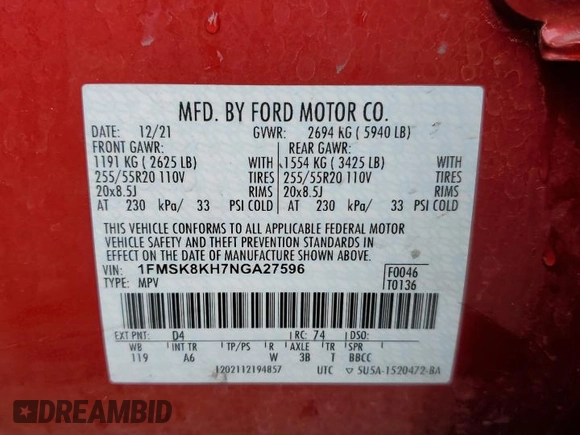 MFD. BY FORD MOTOR CO.
DATE: 12/21 GVWR: 2694 KG ( 5940 LB)
FRONT GAWR: REAR GAWR:
1191 KG ( 2625 LB) WITH 1554 KG ( 3425 LB) WITH
255/55R20 110V TIRES 255/55R20 110V TIRES
20x8.5J RIMS 20x8.5J RIMS
AT 230 kPa/ 33 PSI COLD AT 230 kPa/ 33 PSI COLD
THIS VEHICLE CONFORMS TO ALL APPLICABLE FEDERAL MOTOR
VEHICLE SAFETY AND THEFT PREVENTION STANDARDS IN
EFFECT ON THE DATE OF MANUFACTURE SHOWN ABOVE.
VIN: 1FMSK8KH7NGA27596 F0046
TYPE: MPV T0136
EXT PNT: D4 RC: 74 DSO:
WB INT TR TP/PS R AXLE TR SPR
119 A6 W 3B T BBCC
1202112194857 UTC ▽ 5U5A-1520472-BA
DREAMBID